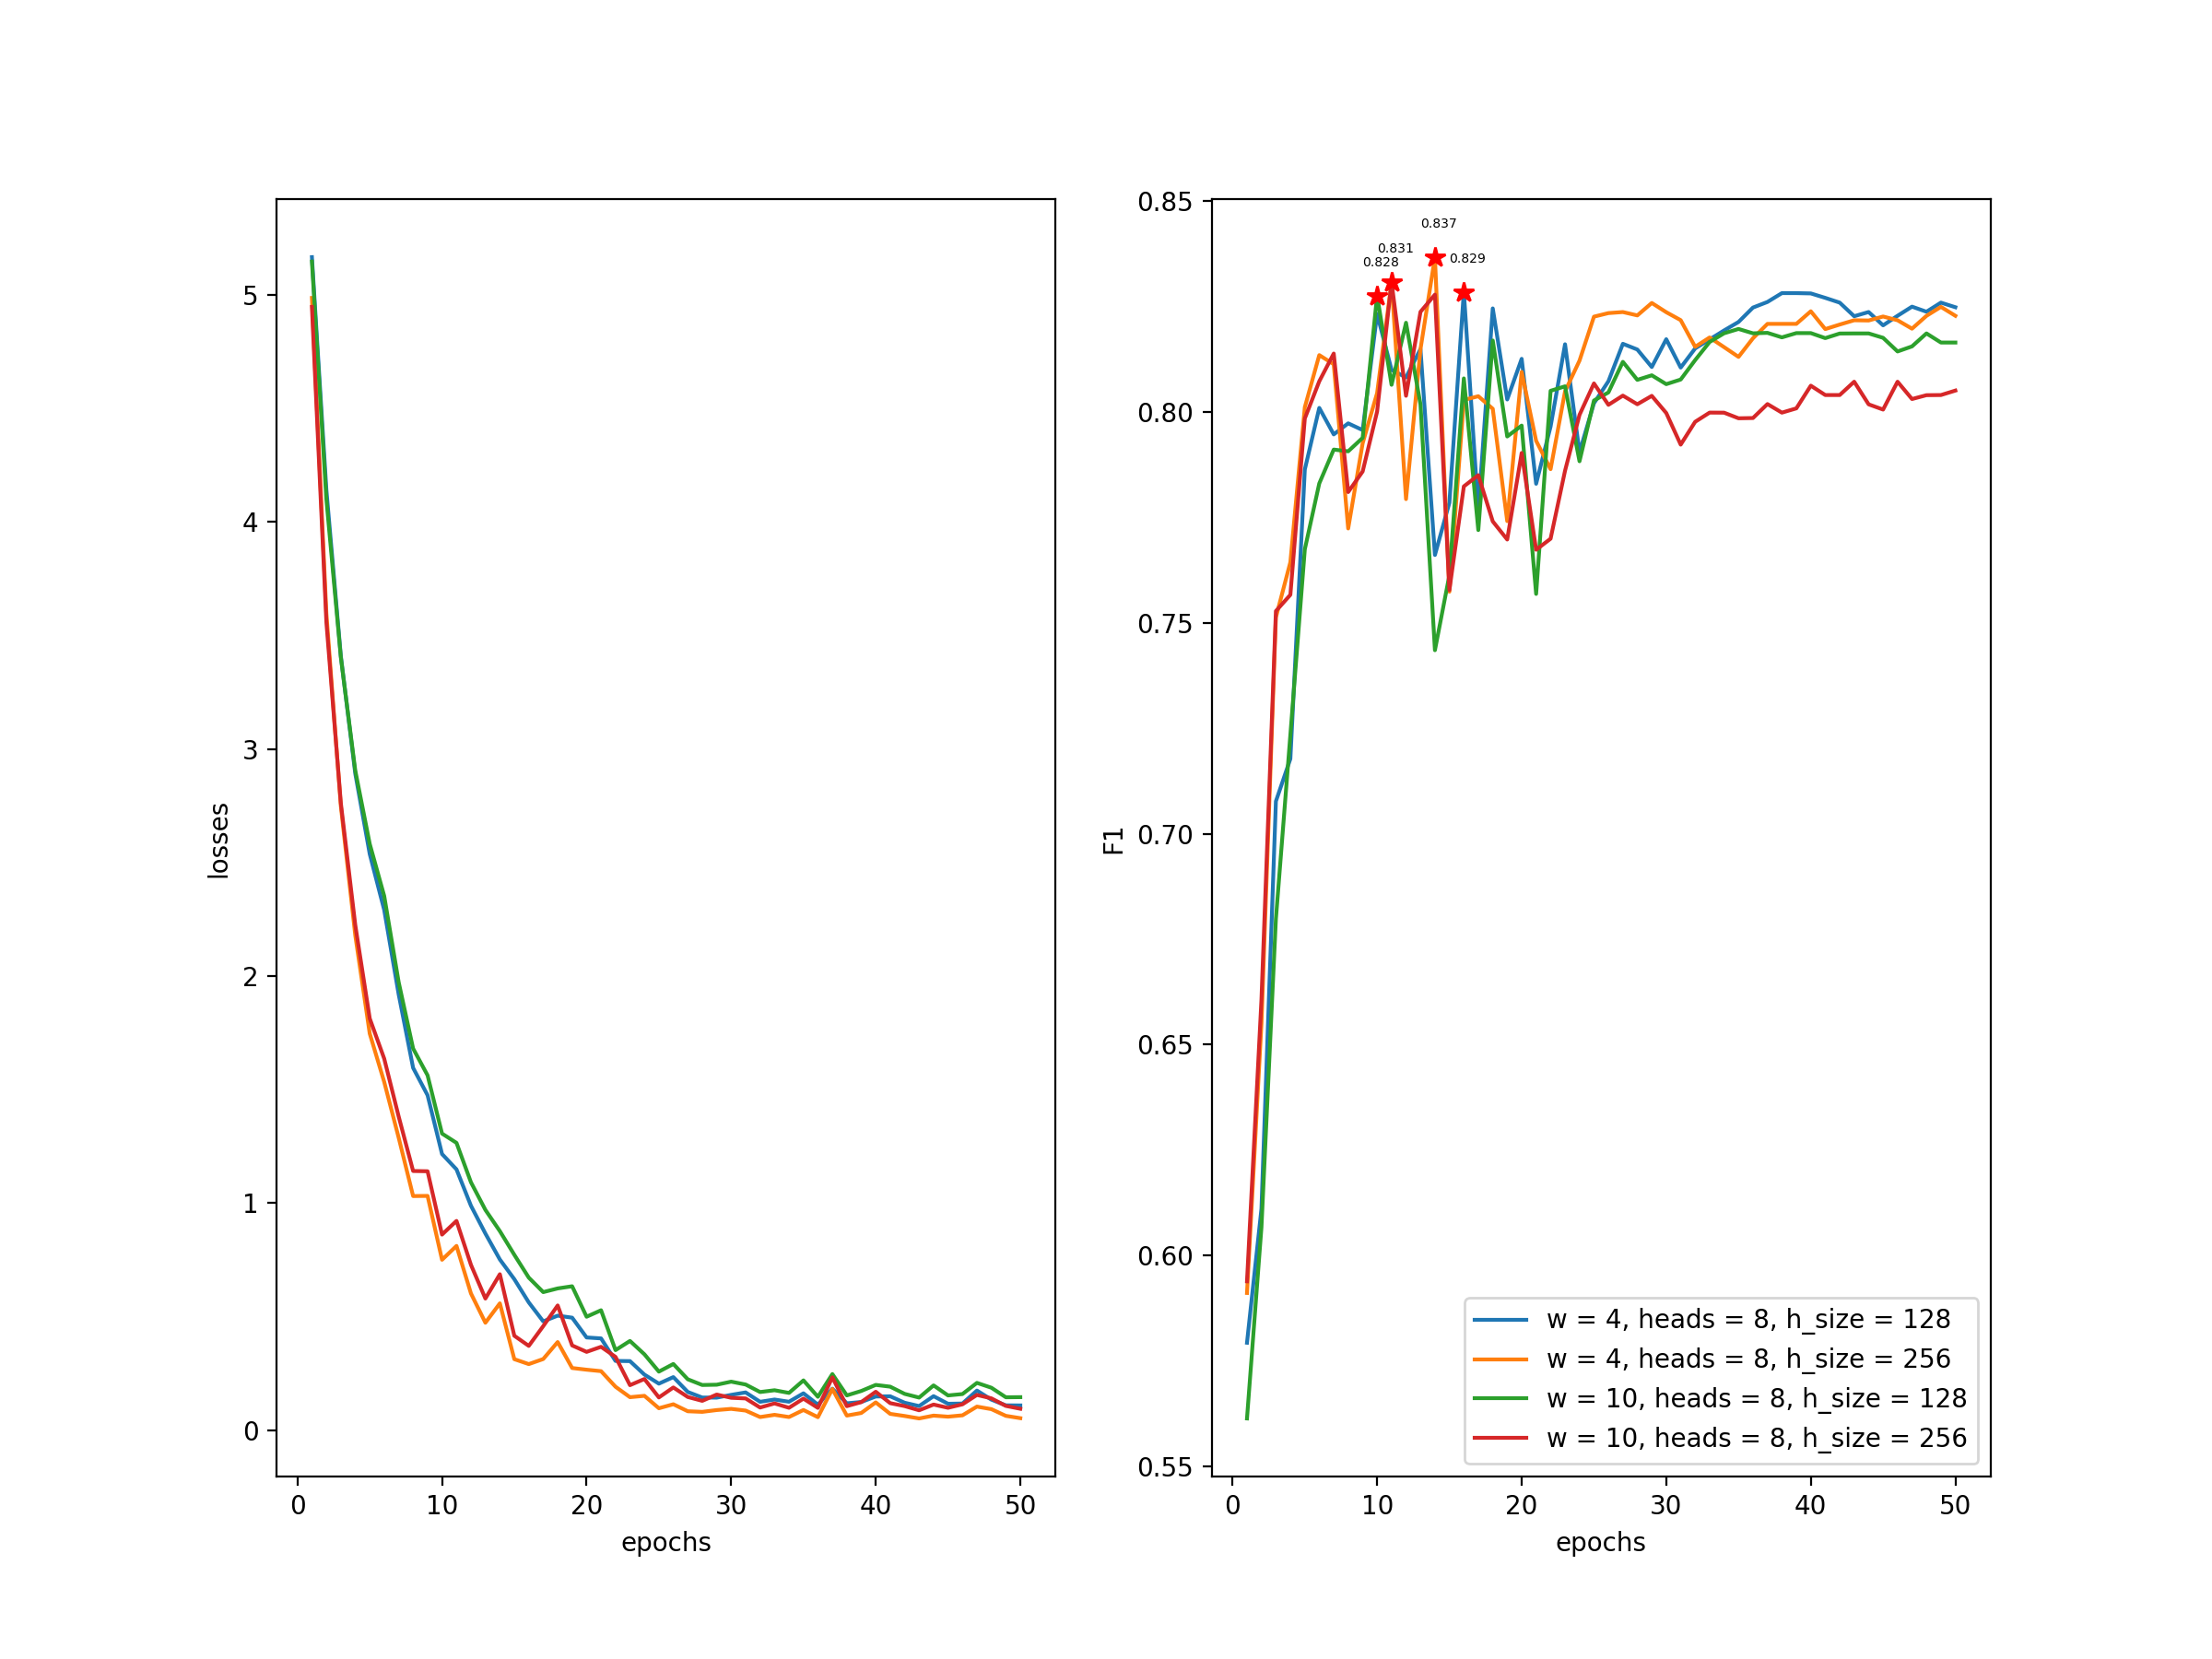 5
4
3
2
1
0
losses
0 10 20 30 40 50
epochs
0.85
0.80
0.75
0.70
0.65
0.60
0.55
F1
0.837
0.831
0.828
0.829
w = 4, heads = 8, h_size = 128
w = 4, heads = 8, h_size = 256
w = 10, heads = 8, h_size = 128
w = 10, heads = 8, h_size = 256
0 10 20 30 40 50
epochs